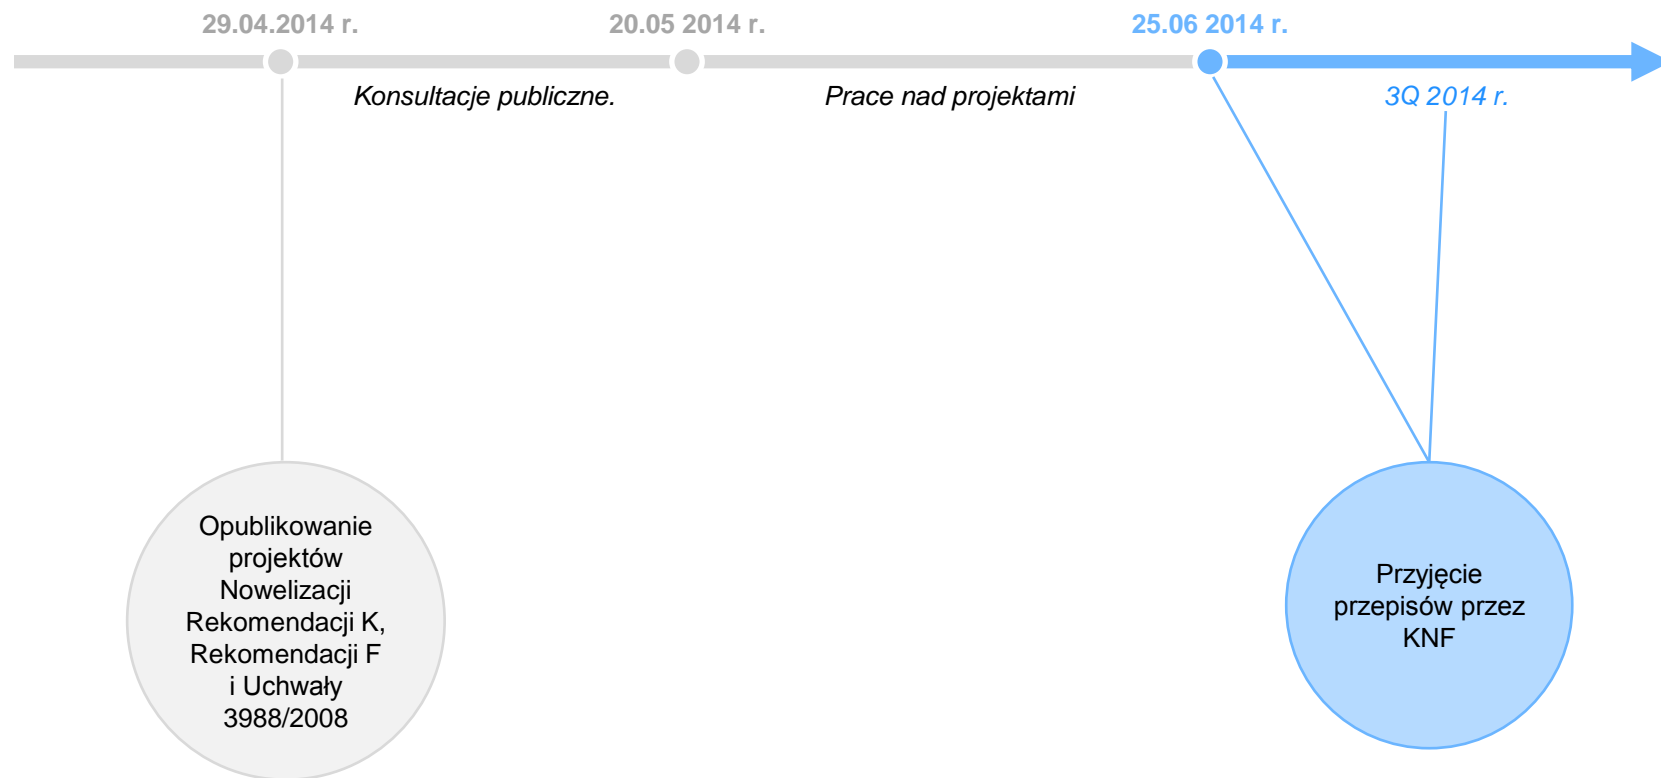 29.04.2014 r.
20.05 2014 r.
25.06 2014 r.
Konsultacje publiczne.
Prace nad projektami
3Q 2014 r.
Opublikowanie
projektów
Nowelizacji
Rekomendacji K,
Rekomendacji F
i Uchwały
3988/2008
Przyjęcie
przepisów przez
KNF